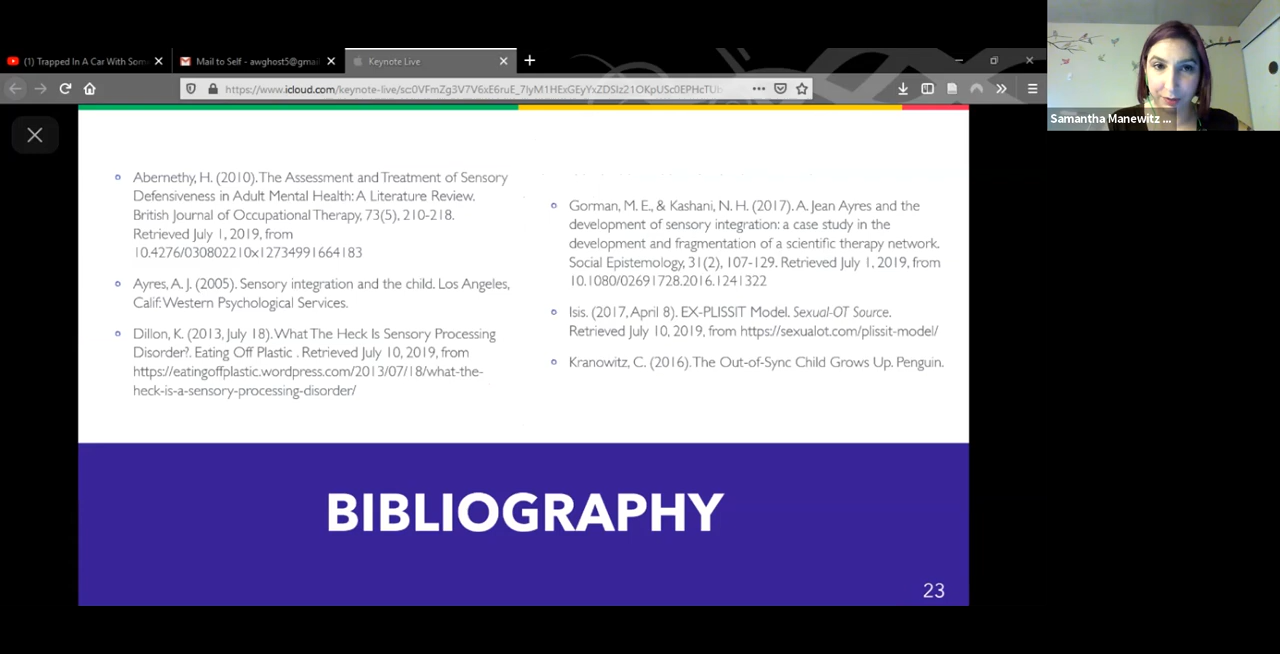 (1) Trapped In A Car With Som
Mail to Self - awghost5@gmail
Keynote Live
Samantha Manewitz ...
Abernethy, H. (2010). The Assessment and Treatment of Sensory
Defensiveness in Adult Mental Health: A Literature Review.
British Journal of Occupational Therapy, 73(5), 210-218.
Retrieved July 1, 2019, from
10.4276/030802210x12734991664183
Ayres, A. J. (2005). Sensory integration and the child. Los Angeles,
Calif: Western Psychological Services.
Dillon, K. (2013, July 18). What The Heck Is Sensory Processing
Disorder?. Eating Off Plastic . Retrieved July 10, 2019, from
https://eatingoffplastic.wordpress.com/2013/07/18/what-the-
heck-is-a-sensory-processing-disorder/
Gorman, M. E., & Kashani, N. H. (2017). A. Jean Ayres and the
development of sensory integration: a case study in the
development and fragmentation of a scientific therapy network.
Social Epistemology, 31(2), 107-129. Retrieved July 1, 2019, from
10.1080/02691728.2016.1241322
Isis. (2017, April 8). EX-PLISSIT Model. Sexual-OT Source.
Retrieved July 10, 2019, from https://sexualot.com/plissit-model/
Kranowitz, C. (2016). The Out-of-Sync Child Grows Up. Penguin.
BIBLIOGRAPHY
23